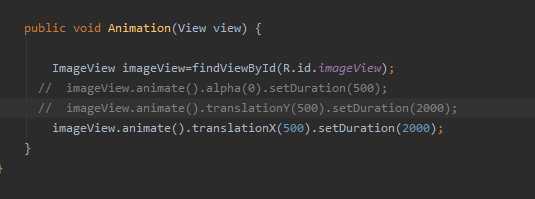 public void Animation(View view) {
ImageView imageView=findViewById(R.id.imageView);
//  imageView.animate().alpha(0).setDuration(500);
//  imageView.animate().translationY(500).setDuration(2000);
imageView.animate().translationX(500).setDuration(2000);
}
}